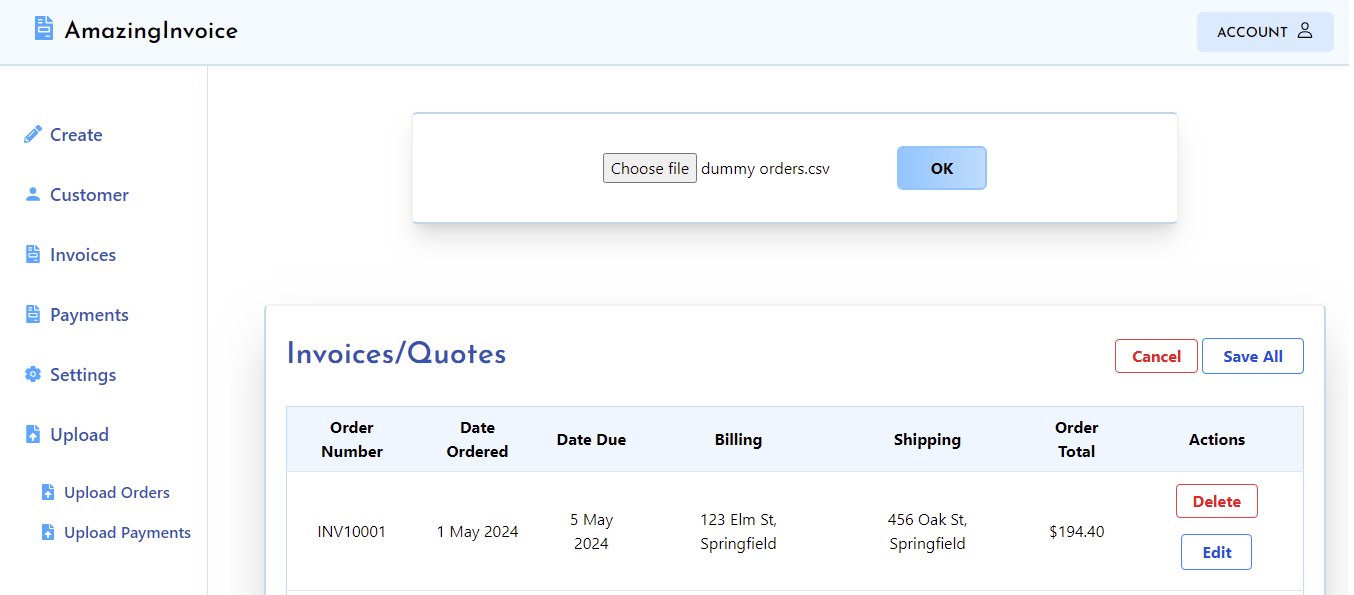 AmazingInvoice
ACCOUNT
Create
Customer
Invoices
Payments
Settings
Upload
Upload Orders
Upload Payments
Choose file dummy orders.csv
OK
Invoices/Quotes
Cancel Save All
Order Number Date Ordered Date Due Billing Shipping Order Total Actions
INV10001 1 May 2024 5 May 2024 123 Elm St, Springfield 456 Oak St, Springfield $194.40 Delete
Edit